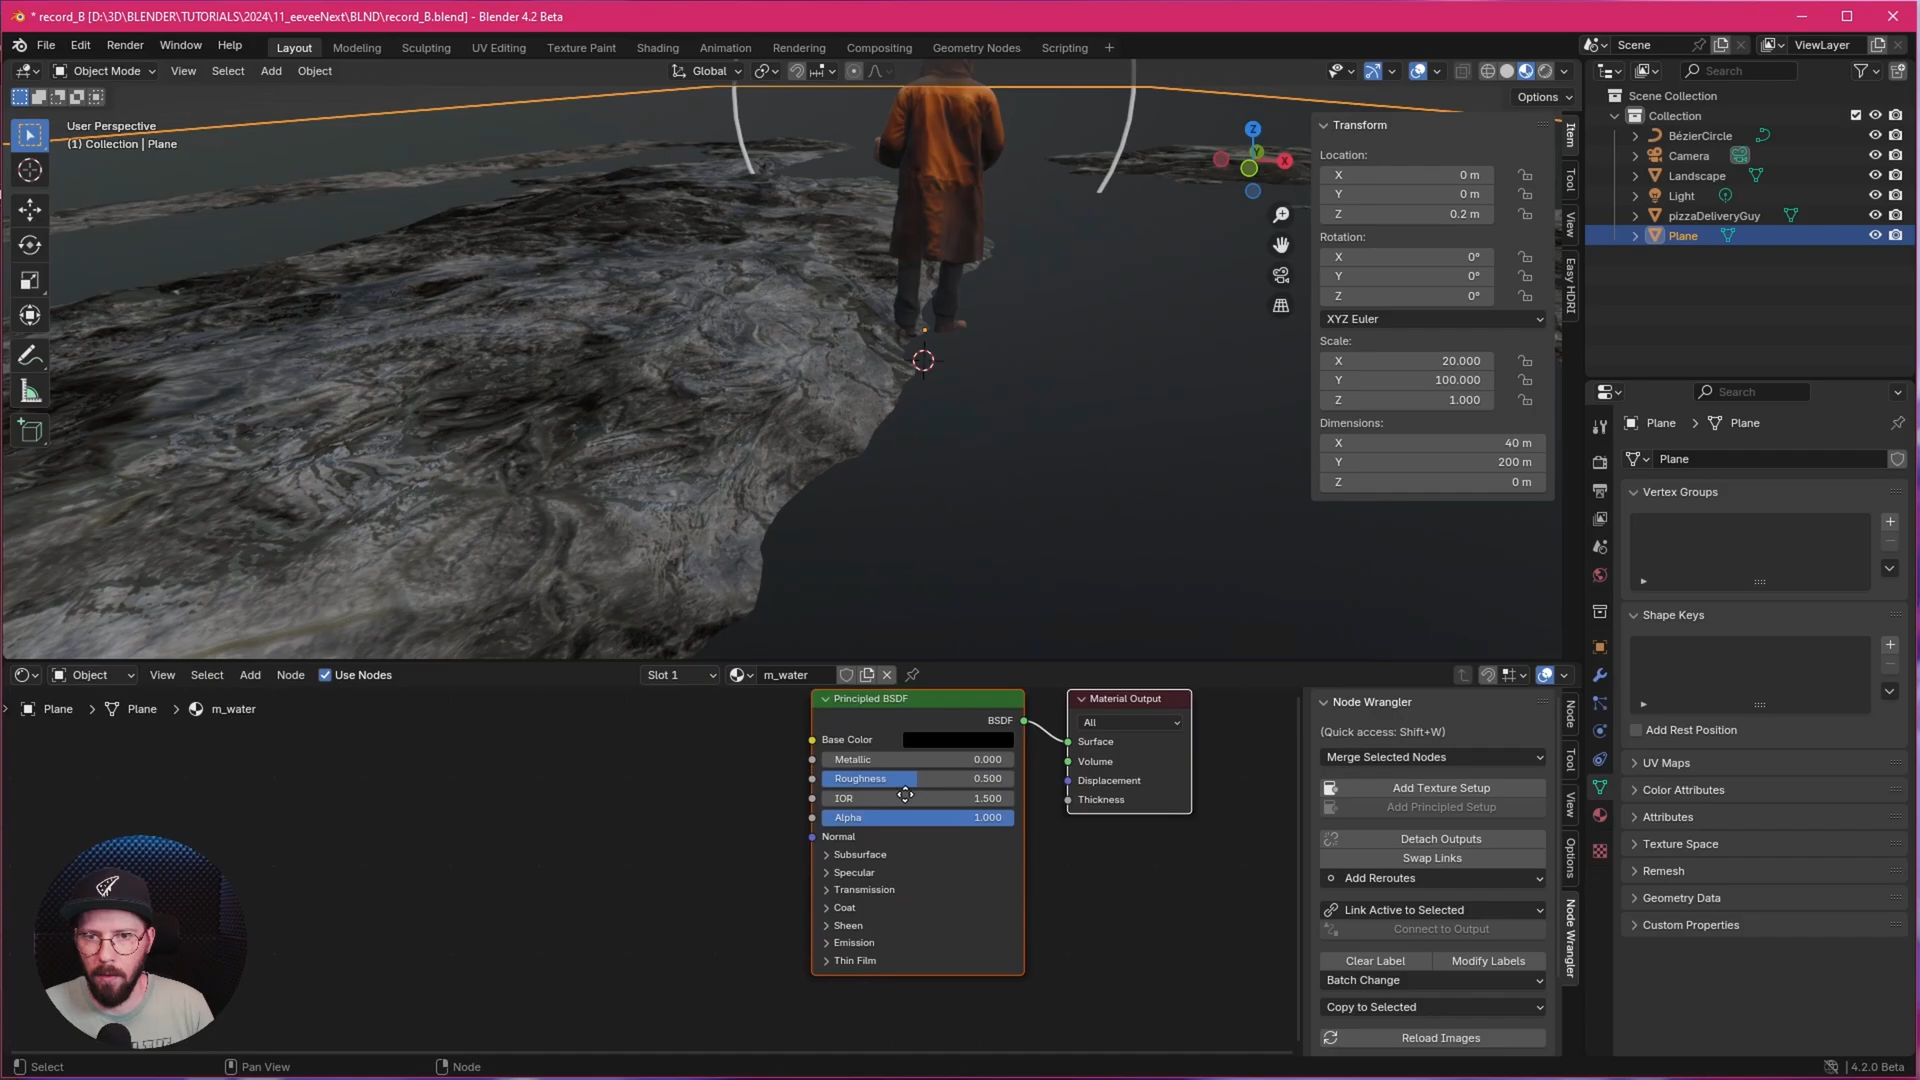 * record_B [D:\3D\BLENDER\TUTORIALS\2024\11_eeveeNext\BLND\record_B.blend] - Blender 4.2 Beta
File Edit Render Window Help Layout Modeling Sculpting UV Editing Texture Paint Shading Animation Rendering Compositing Geometry Nodes Scripting + Scene ViewLayer
Object Mode View Select Add Object Global Search
Options
User Perspective
(1) Collection | Plane
Scene Collection
Collection
BézierCircle
Camera
Landscape
Light
pizzaDeliveryGuy
Plane
Transform
Location:
X 0 m
Y 0 m
Z 0.2 m
Rotation:
X 0°
Y 0°
Z 0°
XYZ Euler
Scale:
X 20.000
Y 100.000
Z 1.000
Dimensions:
X 40 m
Y 200 m
Z 0 m
Item
Tool
View
Easy HDRI
Z
Y
X
Search
Plane > Plane
Plane
Vertex Groups
Shape Keys
Add Rest Position
UV Maps
Color Attributes
Attributes
Texture Space
Remesh
Geometry Data
Custom Properties
Object View Select Add Node Use Nodes Slot 1 m_water
Plane > Plane > m_water
Principled BSDF
BSDF
Base Color
Metallic 0.000
Roughness 0.500
IOR 1.500
Alpha 1.000
Normal
Subsurface
Specular
Transmission
Coat
Sheen
Emission
Thin Film
Material Output
All
Surface
Volume
Displacement
Thickness
Node Wrangler
(Quick access: Shift+W)
Merge Selected Nodes
Add Texture Setup
Add Principled Setup
Detach Outputs
Swap Links
Add Reroutes
Link Active to Selected
Connect to Output
Clear Label Modify Labels
Batch Change
Copy to Selected
Reload Images
Node
Tool
View
Options
Node Wrangler
Select Pan View Node 4.2.0 Beta